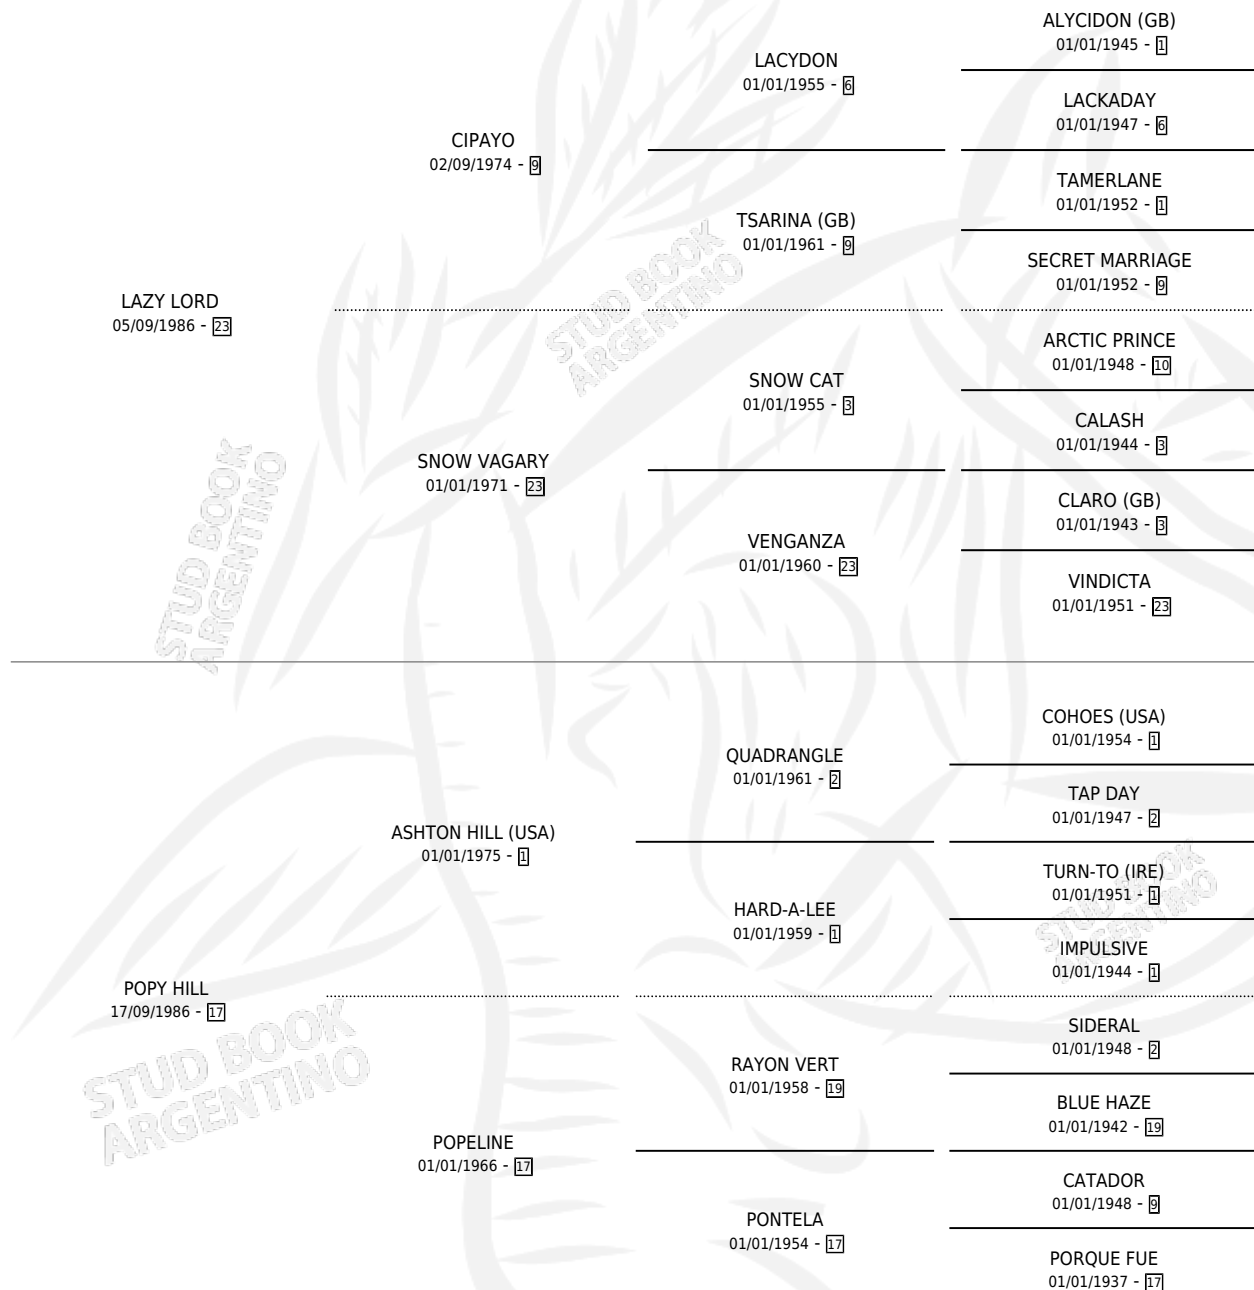 ALYCIDON (GB)
01/01/1945 - 1
LACYDON
01/01/1955 - 6
LACKADAY
01/01/1947 - 6
CIPAYO
02/09/1974 - 9
TAMERLANE
01/01/1952 - 1
TSARINA (GB)
01/01/1961 - 9
SECRET MARRIAGE
01/01/1952 - 9
LAZY LORD
05/09/1986 - 23
STUD BOOK
ARGENTINO
ARCTIC PRINCE
01/01/1948 - 10
SNOW CAT
01/01/1955 - 3
CALASH
01/01/1944 - 3
SNOW VAGARY
01/01/1971 - 23
CLARO (GB)
01/01/1943 - 3
VENGANZA
01/01/1960 - 23
VINDICTA
01/01/1951 - 23
STUD BOOK
ARGENTINO
COHOES (USA)
01/01/1954 - 1
QUADRANGLE
01/01/1961 - 2
TAP DAY
01/01/1947 - 2
ASHTON HILL (USA)
01/01/1975 - 1
TURN-TO (IRE)
01/01/1951 - 1
HARD-A-LEE
01/01/1959 - 1
STUD BOOK
ARGENTINO
IMPULSIVE
01/01/1944 - 1
POPY HILL
17/09/1986 - 17
SIDERAL
01/01/1948 - 2
RAYON VERT
01/01/1958 - 19
STUD BOOK
ARGENTINO
BLUE HAZE
01/01/1942 - 19
POPELINE
01/01/1966 - 17
CATADOR
01/01/1948 - 9
PONTELA
01/01/1954 - 17
PORQUE FUE
01/01/1937 - 17